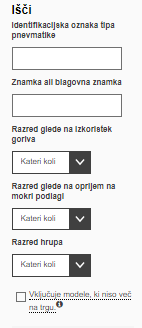 Išči
Identifikacijska oznaka tipa
pnevmatike
Znamka ali blagovna znamka
Razred glede na izkoristek
goriva
Kateri koli
Razred glede na oprijem na
mokri podlagi
Kateri koli
Razred hrupa
Kateri koli
Vključuje modele, ki niso več
na trgu.